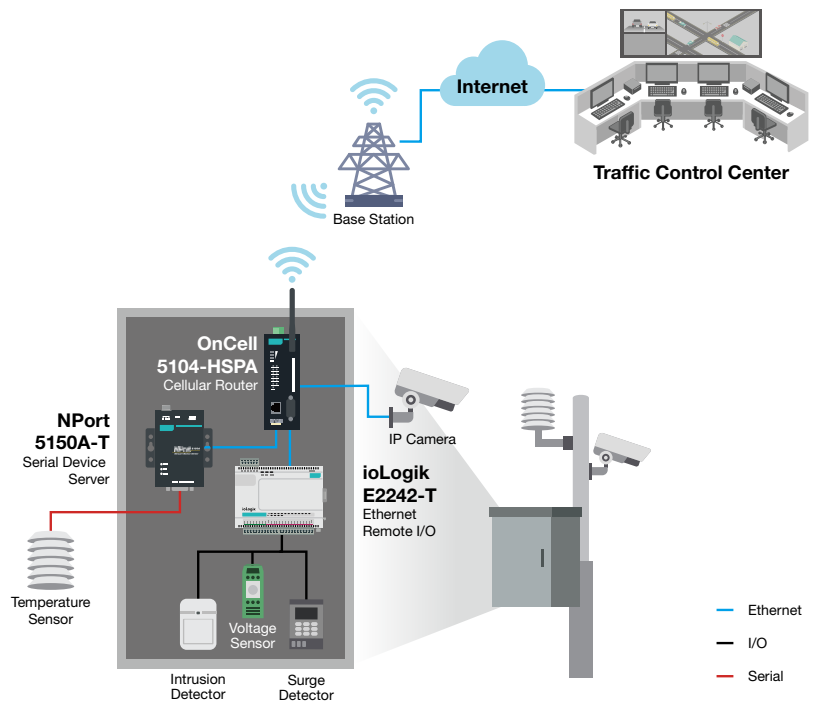 Internet
Traffic Control Center
Base Station
OnCell
5104-HSPA
Cellular Router
NPort
5150A-T
Serial Device
Server
IP Camera
ioLogik
E2242-T
Ethernet
Remote I/O
ioLogik
Temperature
Sensor
Voltage
Sensor
Intrusion
Detector
Surge
Detector
Ethernet
I/O
Serial